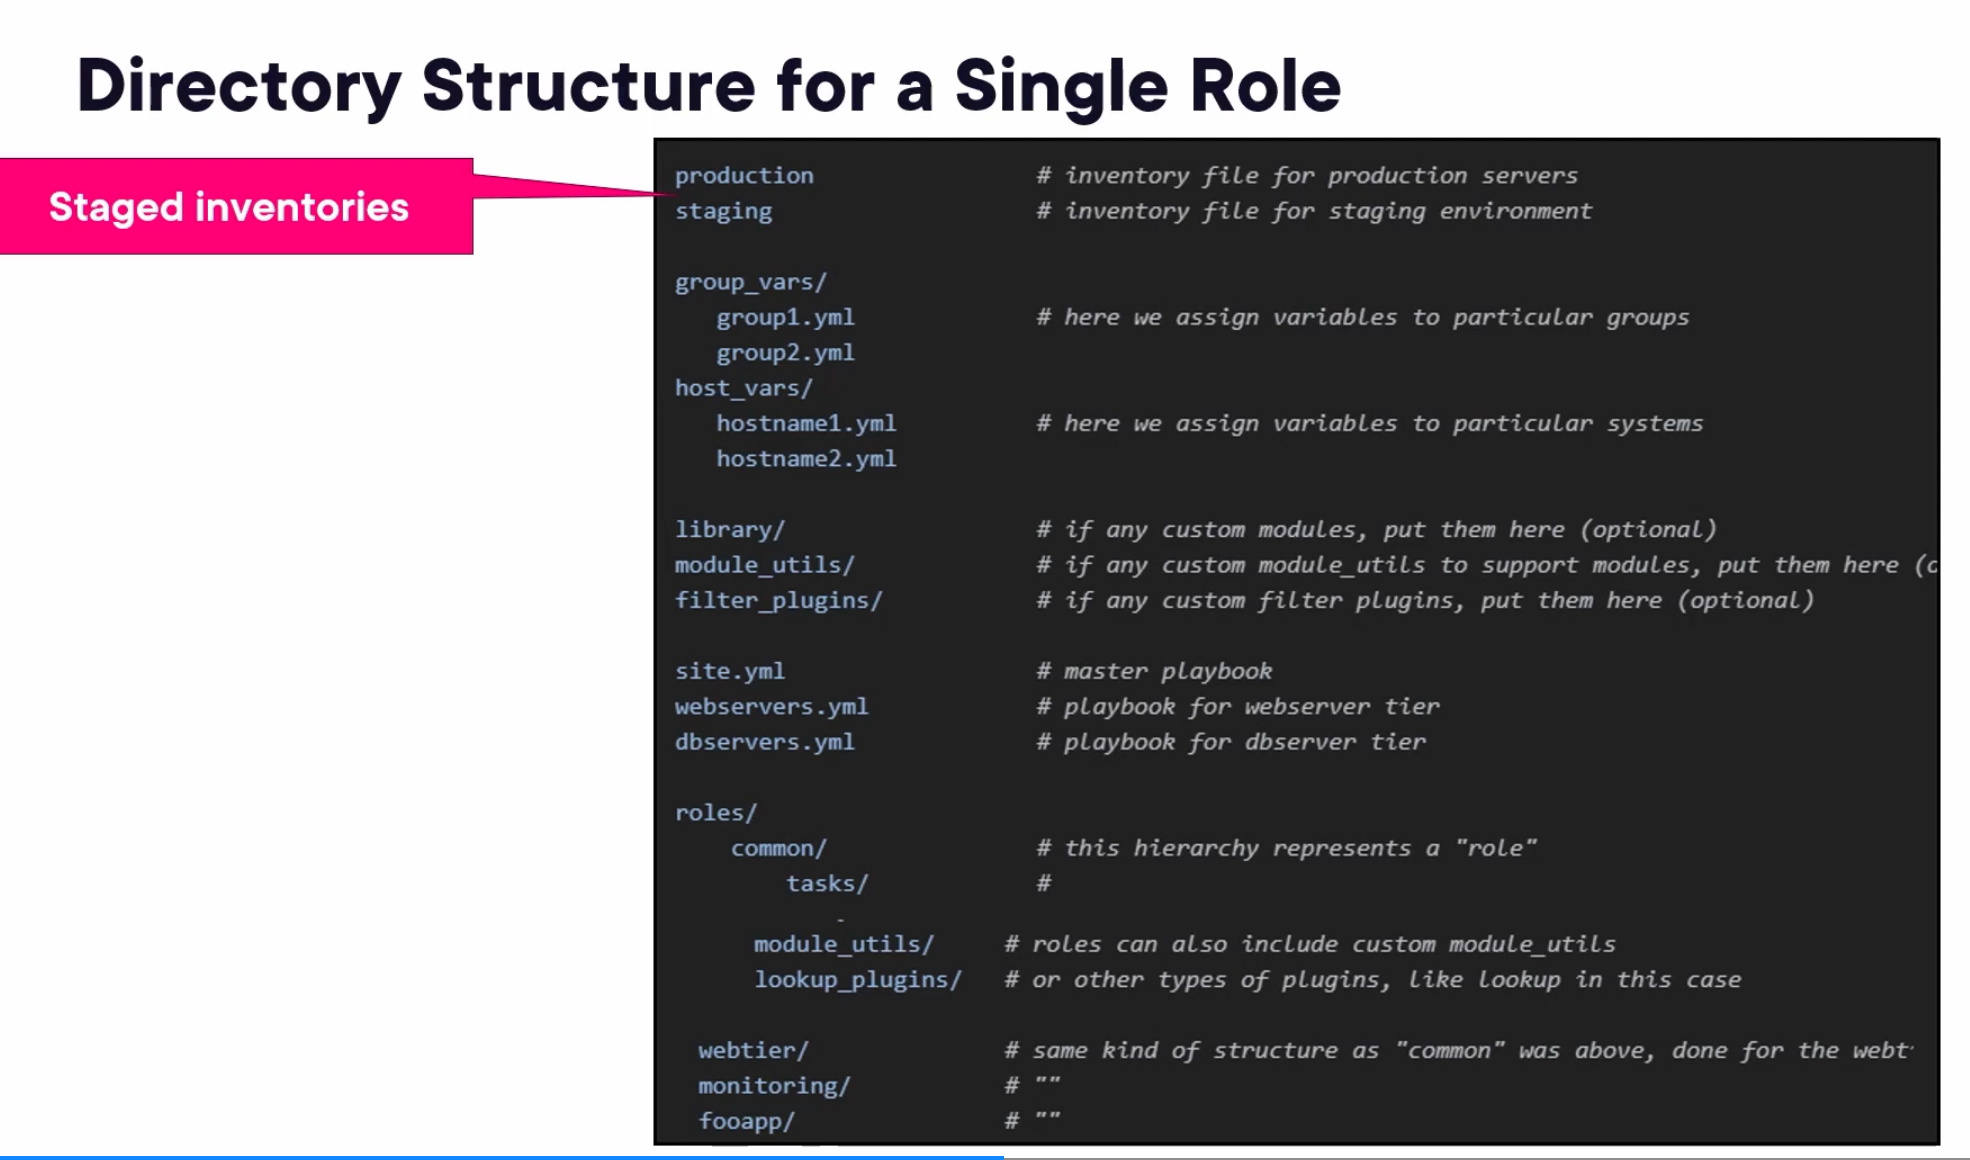 Directory Structure for a Single Role
Staged inventories
production # inventory file for production servers
staging # inventory file for staging environment
group_vars/
group1.yml # here we assign variables to particular groups
group2.yml
host_vars/
hostname1.yml # here we assign variables to particular systems
hostname2.yml
library/ # if any custom modules, put them here (optional)
module_utils/ # if any custom module_utils to support modules, put them here (
filter_plugins/ # if any custom filter plugins, put them here (optional)
site.yml # master playbook
webservers.yml # playbook for webserver tier
dbservers.yml # playbook for dbserver tier
roles/
common/ # this hierarchy represents a "role"
tasks/ #
module_utils/ # roles can also include custom module_utils
lookup_plugins/ # or other types of plugins, like lookup in this case
webtier/ # same kind of structure as "common" was above, done for the webt
monitoring/ # ""
fooapp/ # ""